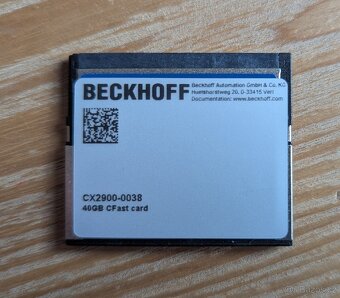 BECKHOFF
Beckhoff Automation GmbH & Co. KG
Huelshorstweg 20, D-33415 Verl
Documentation: www.beckhoff.com
CX2900-0038
40GB CFast card